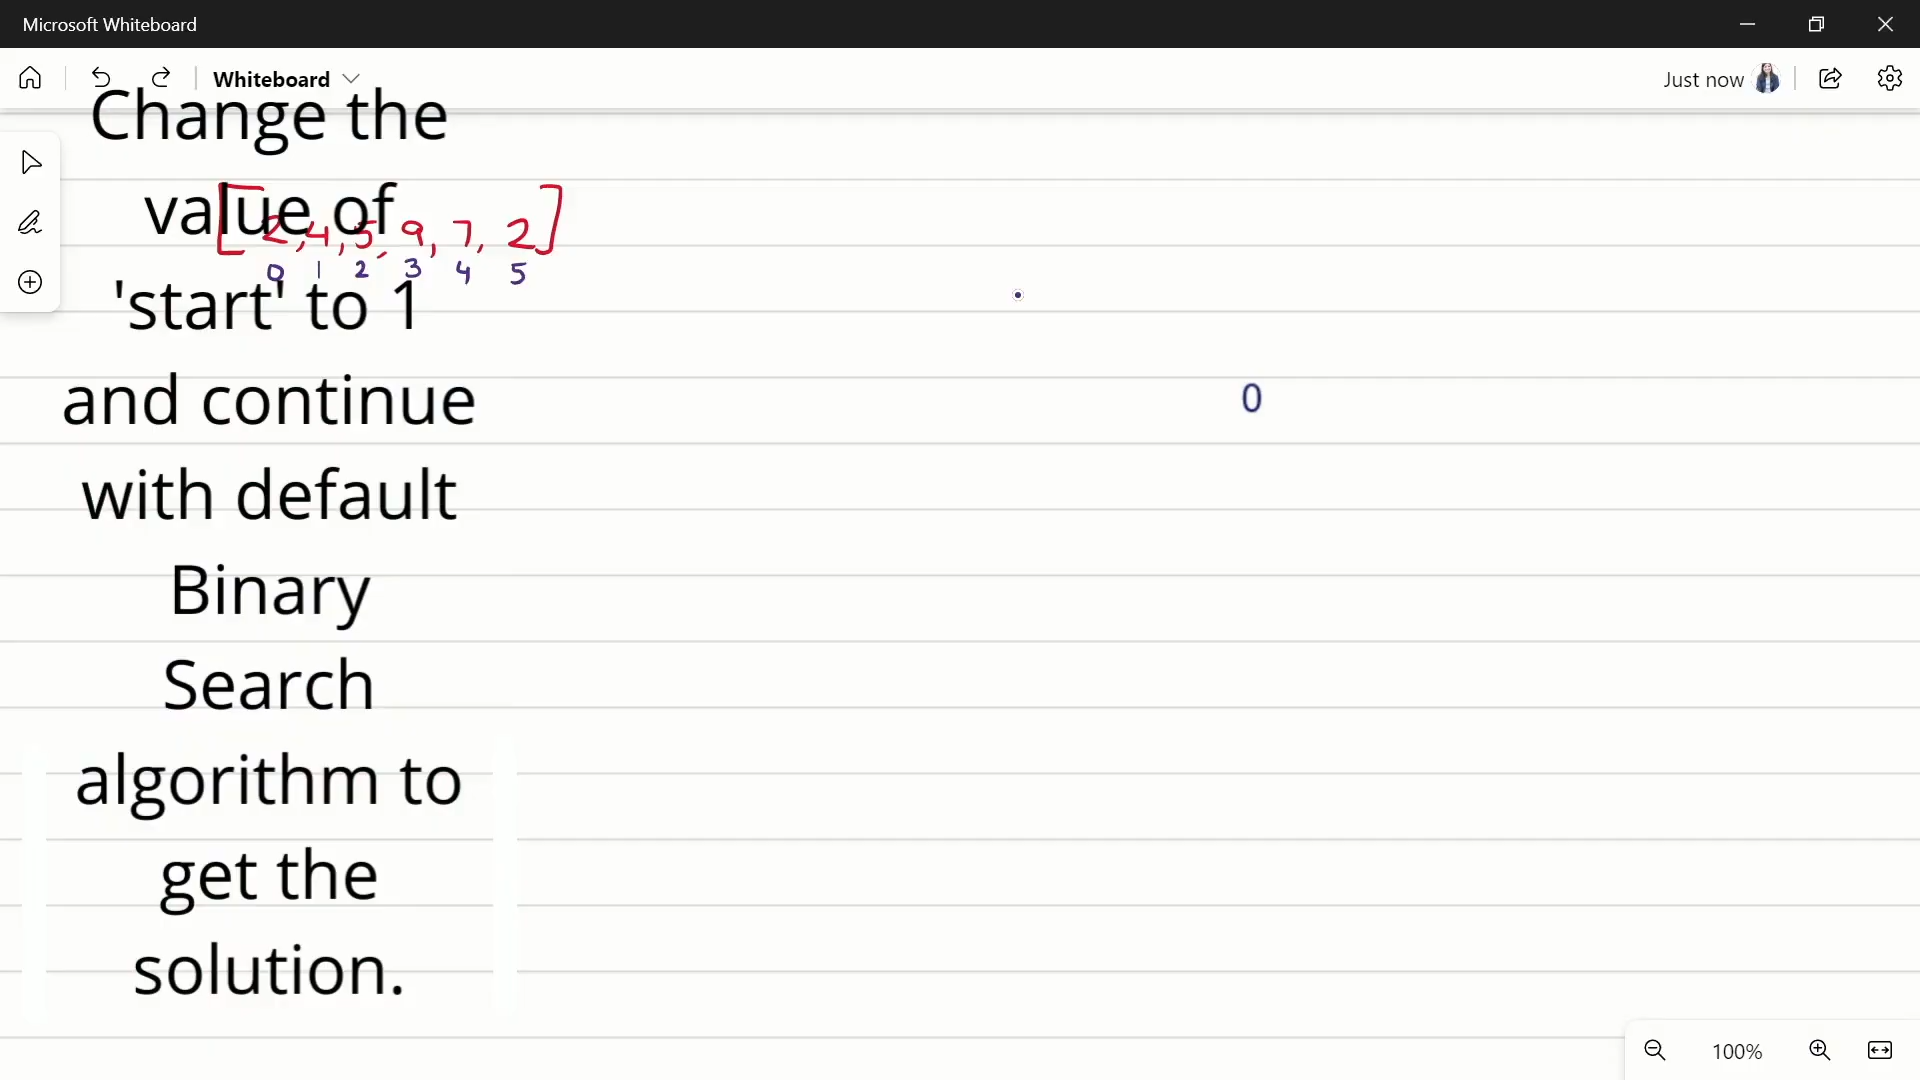 Microsoft Whiteboard
Whiteboard
Just now
Change the
value of
[2, 4, 5, 9, 7, 2]
0 1 2 3 4 5
'start' to 1
and continue
0
with default
Binary
Search
algorithm to
get the
solution.
100%